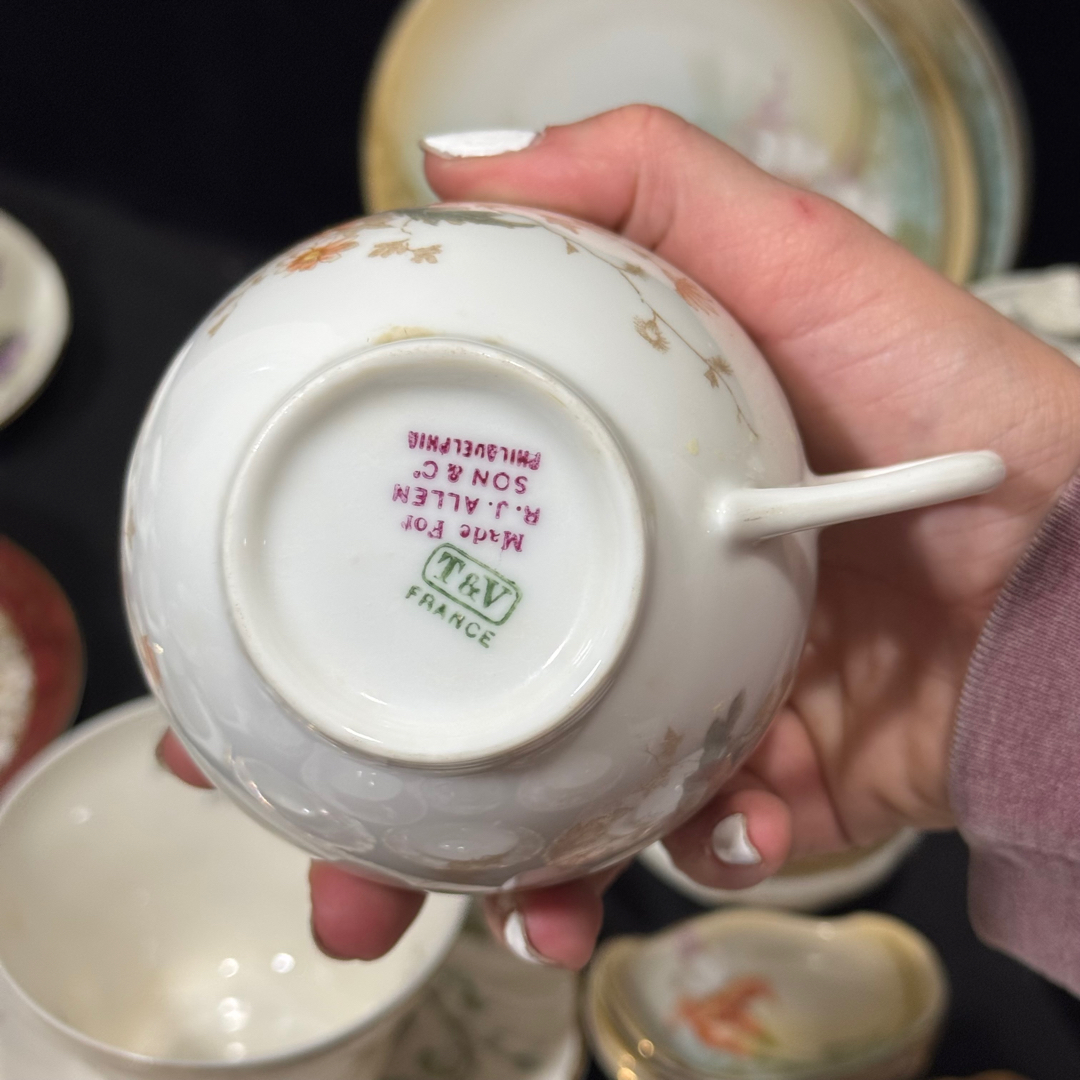 T&V
FRANCE
Made For
R. J. ALLEN
SON & Cº
PHILADELPHIA